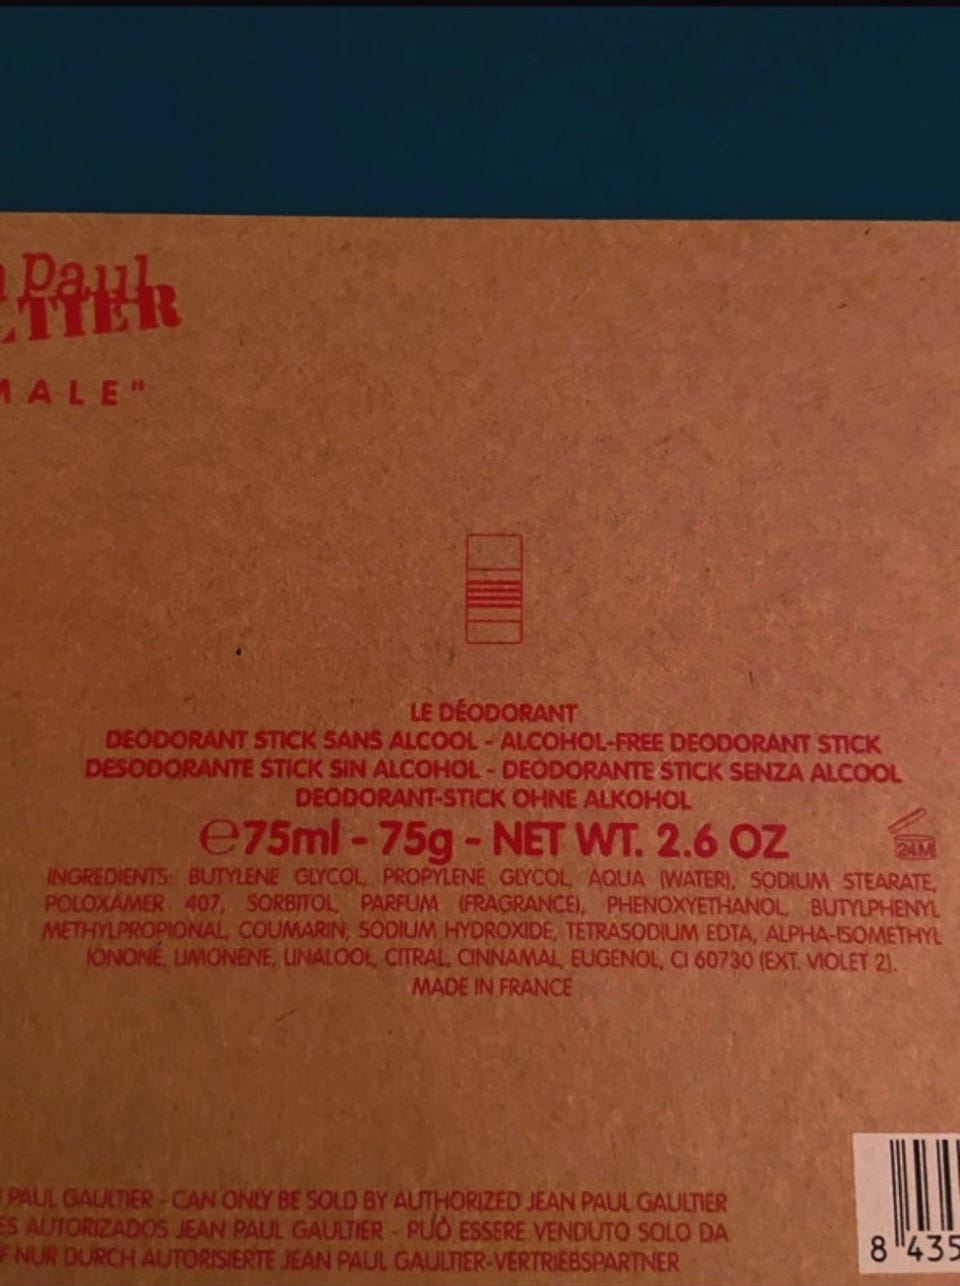 Paul
TIER
MALE"
LE DÉODORANT
DEODORANT STICK SANS ALCOOL - ALCOHOL-FREE DEODORANT STICK
DESODORANTE STICK SIN ALCOHOL - DEODORANTE STICK SENZA ALCOOL
DEODORANT-STICK OHNE ALKOHOL
℮75ml - 75g - NET WT. 2.6 OZ
24M
INGREDIENTS: BUTYLENE GLYCOL, PROPYLENE GLYCOL, AQUA (WATER), SODIUM STEARATE,
POLOXAMER 407, SORBITOL, PARFUM (FRAGRANCE), PHENOXYETHANOL, BUTYLPHENYL
METHYLPROPIONAL, COUMARIN, SODIUM HYDROXIDE, TETRASODIUM EDTA, ALPHA-ISOMETHYL
IONONE, LIMONENE, LINALOOL, CITRAL, CINNAMAL, EUGENOL, CI 60730 (EXT. VIOLET 2).
MADE IN FRANCE
PAUL GAULTIER - CAN ONLY BE SOLD BY AUTHORIZED JEAN PAUL GAULTIER
ES AUTORIZADOS JEAN PAUL GAULTIER - PUÒ ESSERE VENDUTO SOLO DA
F NUR DURCH AUTORISIERTE JEAN PAUL GAULTIER-VERTRIEBSPARTNER
8 435